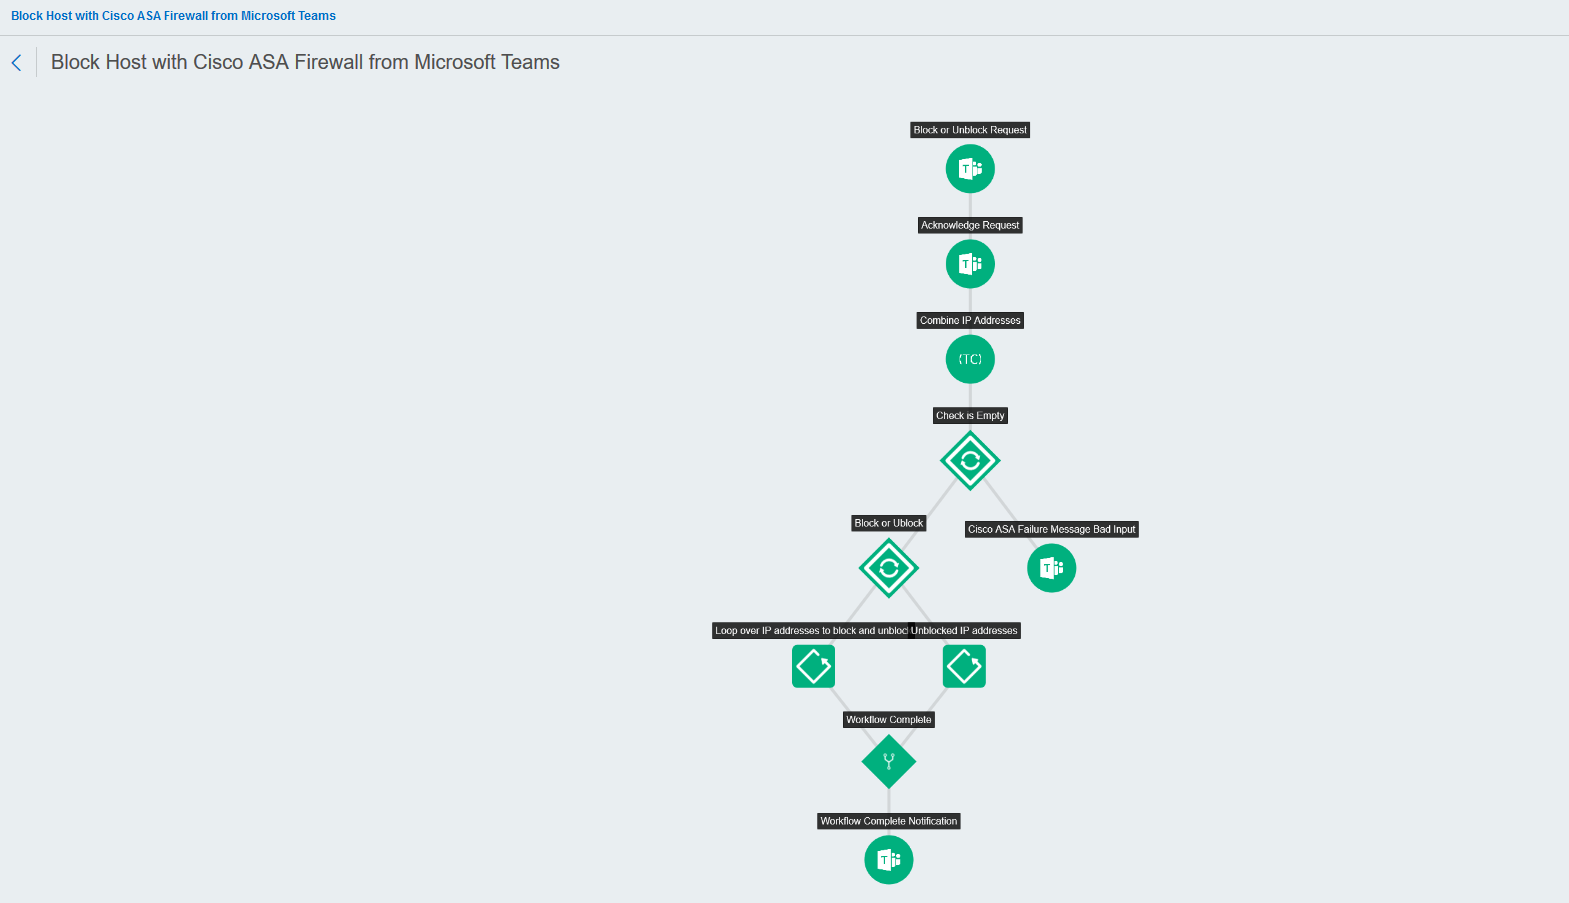 Block Host with Cisco ASA Firewall from Microsoft Teams
Block Host with Cisco ASA Firewall from Microsoft Teams
Block or Unblock Request
T
Acknowledge Request
T
Combine IP Addresses
{TC}
Check is Empty
Block or Ublock
Cisco ASA Failure Message Bad Input
T
Loop over IP addresses to block and unblock
Unblocked IP addresses
Workflow Complete
Workflow Complete Notification
T